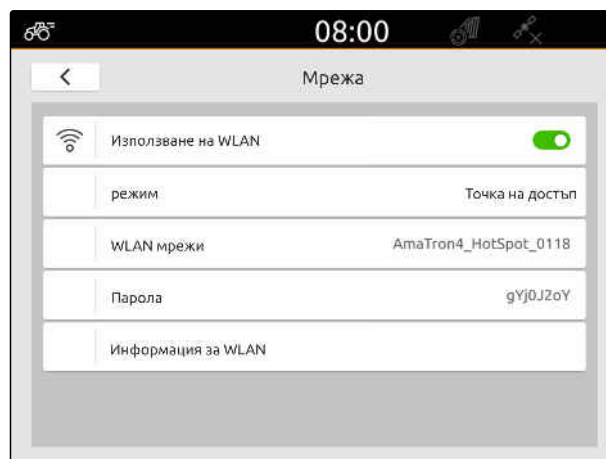 08:00
Мрежа
Използване на WLAN
режим Точка на достъп
WLAN мрежи AmaTron4_HotSpot_0118
Парола gYj0J2oY
Информация за WLAN